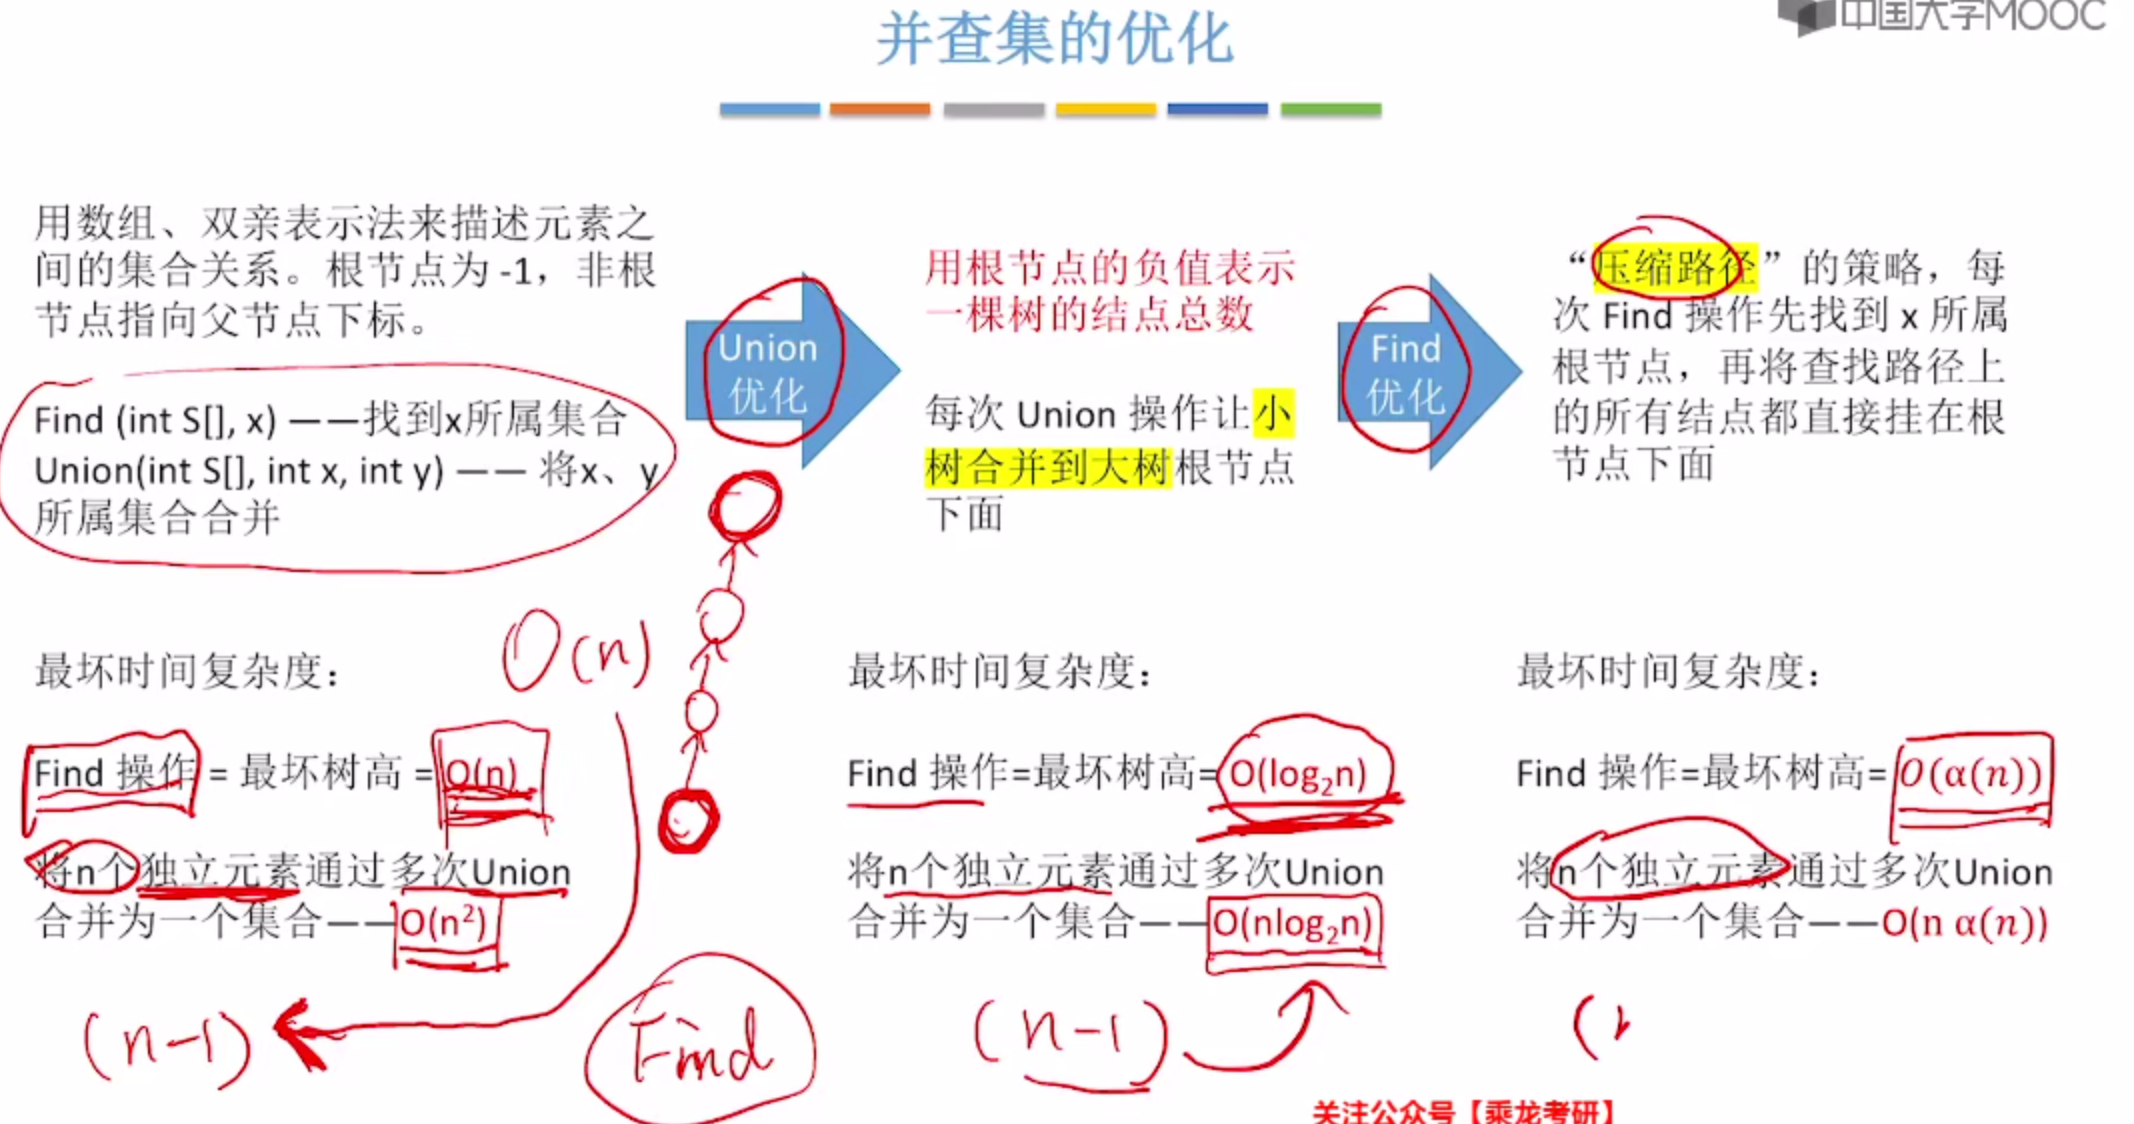 中国大学MOOC
并查集的优化
用数组、双亲表示法来描述元素之
间的集合关系。根节点为 -1，非根
节点指向父节点下标。
Find (int S[], x) ——找到x所属集合
Union(int S[], int x, int y) —— 将x、y
所属集合合并
Union
优化
用根节点的负值表示
一棵树的结点总数
每次 Union 操作让小
树合并到大树根节点
下面
Find
优化
“压缩路径”的策略，每
次 Find 操作先找到 x 所属
根节点，再将查找路径上
的所有结点都直接挂在根
节点下面
O(n)
最坏时间复杂度：
Find 操作 = 最坏树高 = O(n)
将n个独立元素通过多次Union
合并为一个集合——O(n²)
(n-1)
Find
最坏时间复杂度：
Find 操作=最坏树高=O(log₂n)
将n个独立元素通过多次Union
合并为一个集合——O(nlog₂n)
(n-1)
最坏时间复杂度：
Find 操作=最坏树高=O(α(n))
将n个独立元素通过多次Union
合并为一个集合——O(n α(n))
关注公众号【乘龙考研】